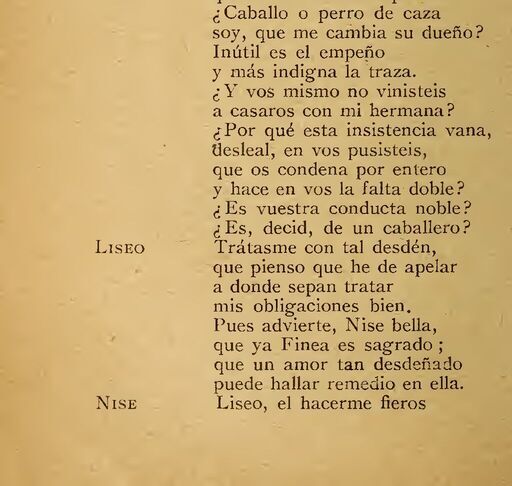 ¿Caballo o perro de caza
soy, que me cambia su dueño?
Inútil es el empeño
y más indigna la traza.
¿Y vos mismo no vinisteis
a casaros con mi hermana?
¿Por qué esta insistencia vana,
desleal, en vos pusisteis,
que os condena por entero
y hace en vos la falta doble?
¿Es vuestra conducta noble?
¿Es, decid, de un caballero?
LISEO Trátasme con tal desdén,
que pienso que he de apelar
a donde sepan tratar
mis obligaciones bien.
Pues advierte, Nise bella,
que ya Finea es sagrado;
que un amor tan desdeñado
puede hallar remedio en ella.
NISE Liseo, el hacerme fieros